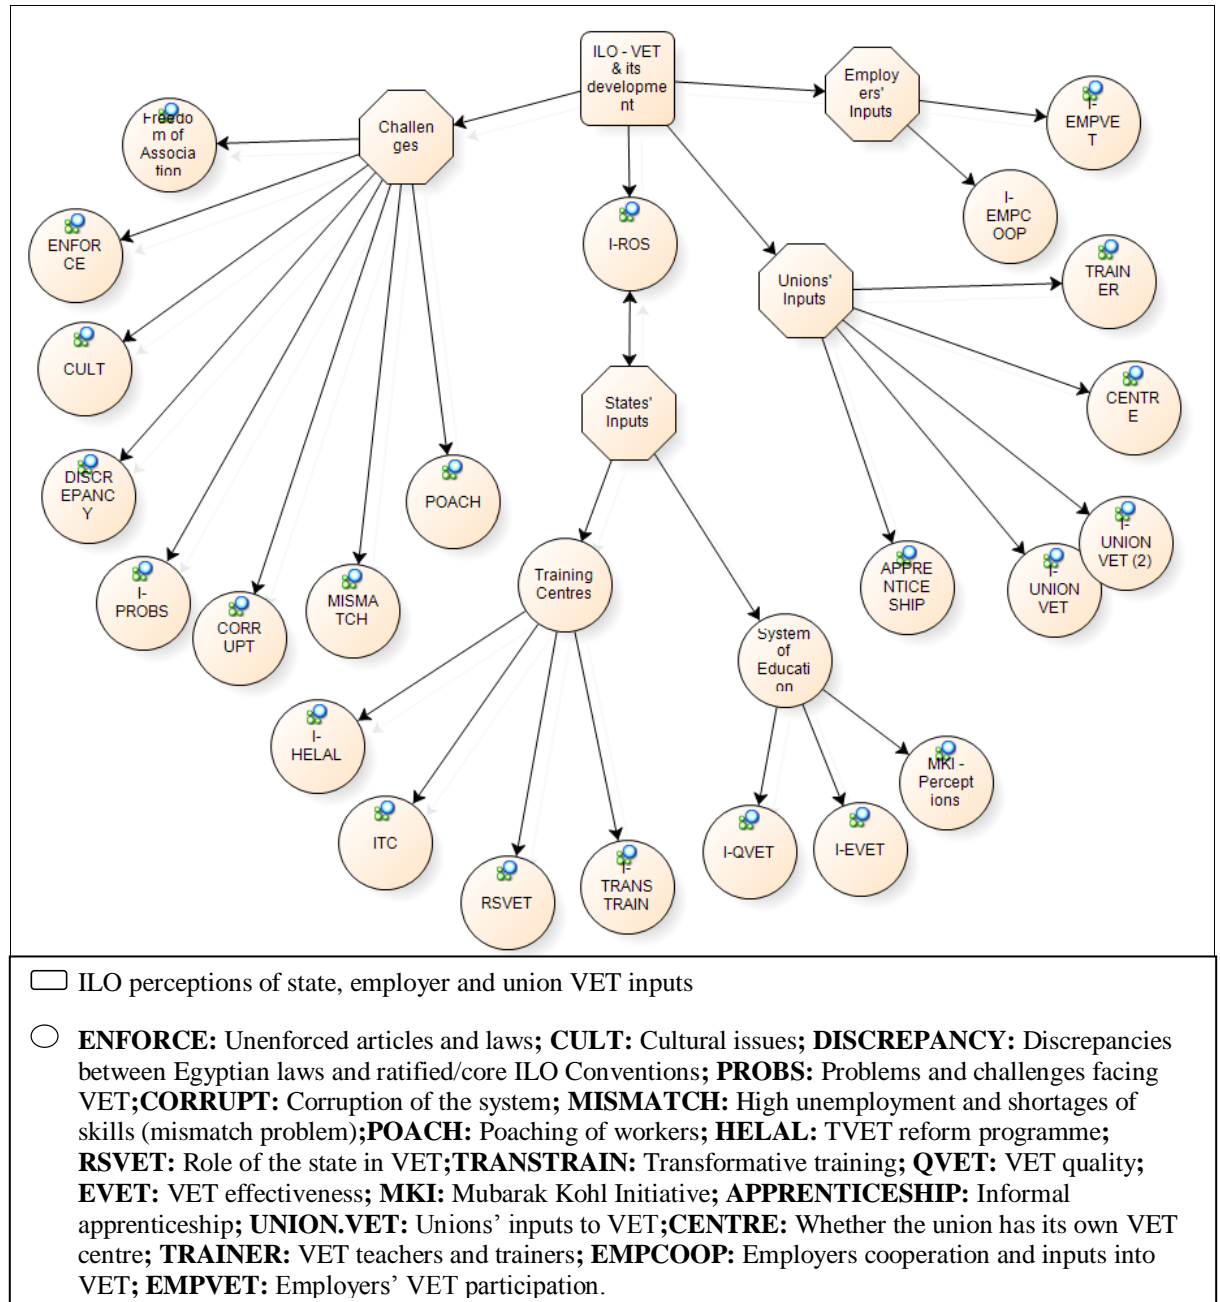 ILO - VET
& its
developme
nt
Employ
ers'
Inputs
I-
EMPVE
T
Challen
ges
Freedo
m of
Associa
tion
I-
EMPC
OOP
ENFOR
CE
I-ROS
Unions'
Inputs
TRAIN
ER
CULT
States'
Inputs
CENTR
E
DISCR
EPANC
Y
POACH
I-
UNION
VET (2)
I-
PROBS
CORR
UPT
MISMA
TCH
Training
Centres
APPRE
NTICE
SHIP
I-
UNION
VET
System
of
Educati
on
I-
HELAL
MKI -
Percept
ions
ITC
RSVET
I-
TRANS
TRAIN
I-QVET
I-EVET
ILO perceptions of state, employer and union VET inputs
ENFORCE: Unenforced articles and laws; CULT: Cultural issues; DISCREPANCY: Discrepancies
between Egyptian laws and ratified/core ILO Conventions; PROBS: Problems and challenges facing
VET;CORRUPT: Corruption of the system; MISMATCH: High unemployment and shortages of
skills (mismatch problem);POACH: Poaching of workers; HELAL: TVET reform programme;
RSVET: Role of the state in VET;TRANSTRAIN: Transformative training; QVET: VET quality;
EVET: VET effectiveness; MKI: Mubarak Kohl Initiative; APPRENTICESHIP: Informal
apprenticeship; UNION.VET: Unions' inputs to VET;CENTRE: Whether the union has its own VET
centre; TRAINER: VET teachers and trainers; EMPCOOP: Employers cooperation and inputs into
VET; EMPVET: Employers' VET participation.